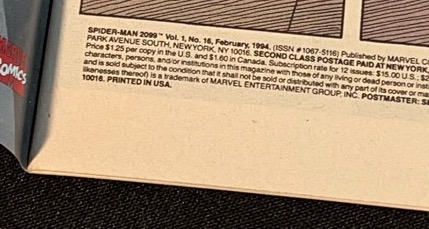 SPIDER-MAN 2099™ Vol. 1, No. 16, February, 1994. (ISSN #1067-5116) Published by MARVEL C
PARK AVENUE SOUTH, NEW YORK, NY 10016. SECOND CLASS POSTAGE PAID AT NEW YORK,
Price $1.25 per copy in the U.S. and $1.60 in Canada. Subscription rate for 12 issues: $15.00 U.S.; $3
characters, persons, and/or institutions in this magazine with those of any living or dead person or insti
and is sold subject to the condition that it shall not be sold or distributed with any part of its cover or ma
likenesses thereof) is a trademark of MARVEL ENTERTAINMENT GROUP, INC. POSTMASTER: SE
10016. PRINTED IN USA.
OMICS